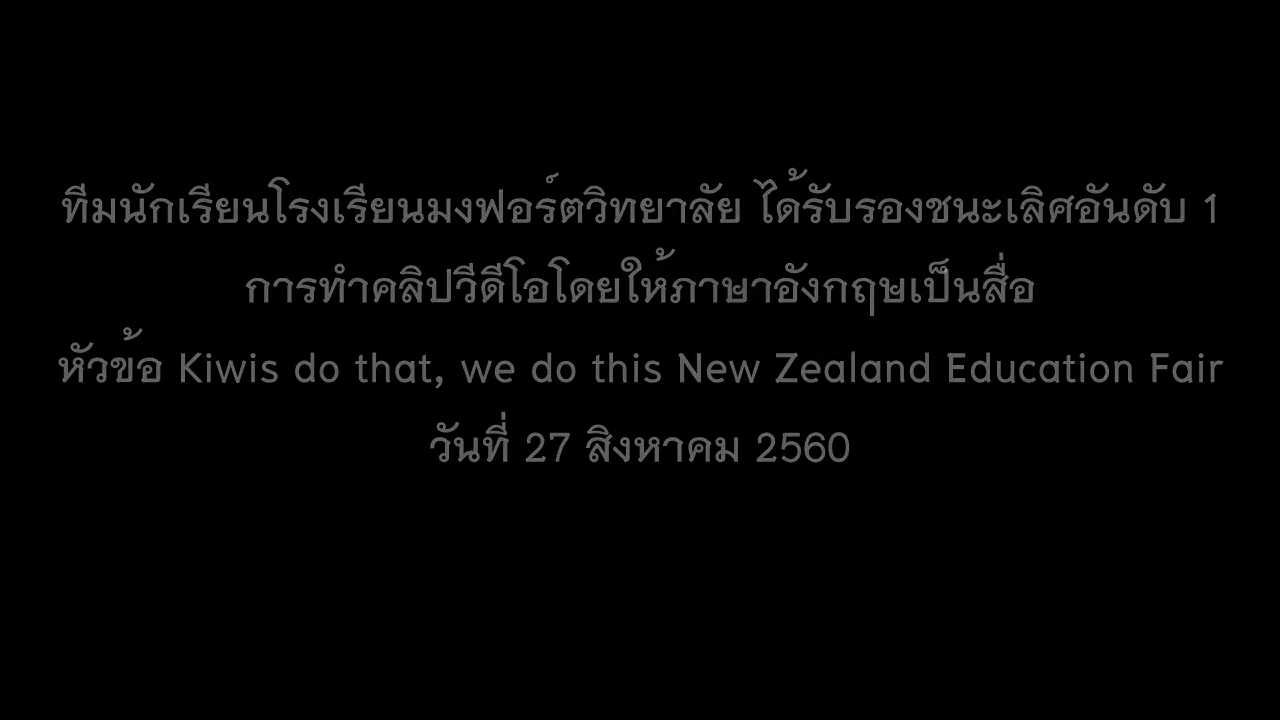 ทีมนักเรียนโรงเรียนมงฟอร์ตวิทยาลัย ได้รับรองชนะเลิศอันดับ 1
การทำคลิปวีดีโอโดยให้ภาษาอังกฤษเป็นสื่อ
หัวข้อ Kiwis do that, we do this New Zealand Education Fair
วันที่ 27 สิงหาคม 2560